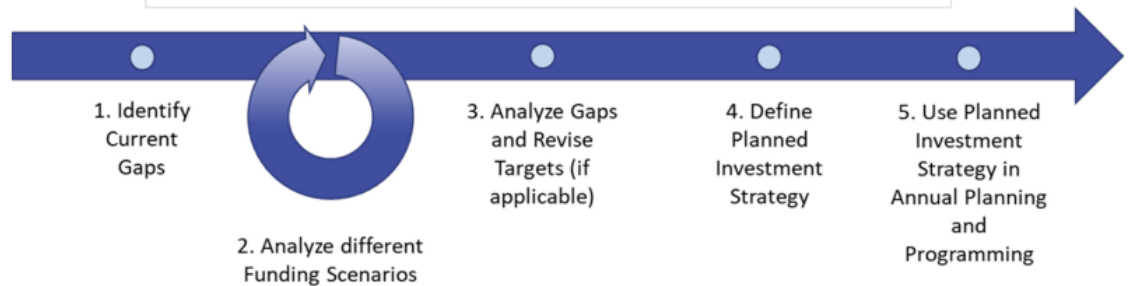 1. Identify
Current
Gaps
2. Analyze different
Funding Scenarios
3. Analyze Gaps
and Revise
Targets (if
applicable)
4. Define
Planned
Investment
Strategy
5. Use Planned
Investment
Strategy in
Annual Planning
and
Programming